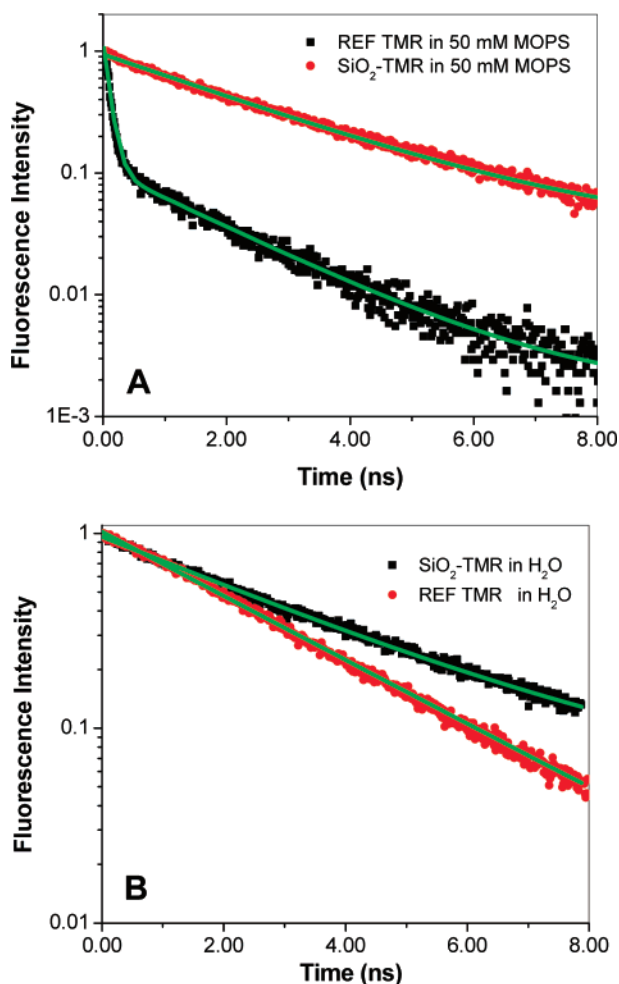 REF TMR in 50 mM MOPS
SiO₂-TMR in 50 mM MOPS
Fluorescence Intensity
1
0.1
0.01
1E-3
A
0.00 2.00 4.00 6.00 8.00
Time (ns)
SiO₂-TMR in H₂O
REF TMR in H₂O
Fluorescence Intensity
1
0.1
0.01
B
0.00 2.00 4.00 6.00 8.00
Time (ns)